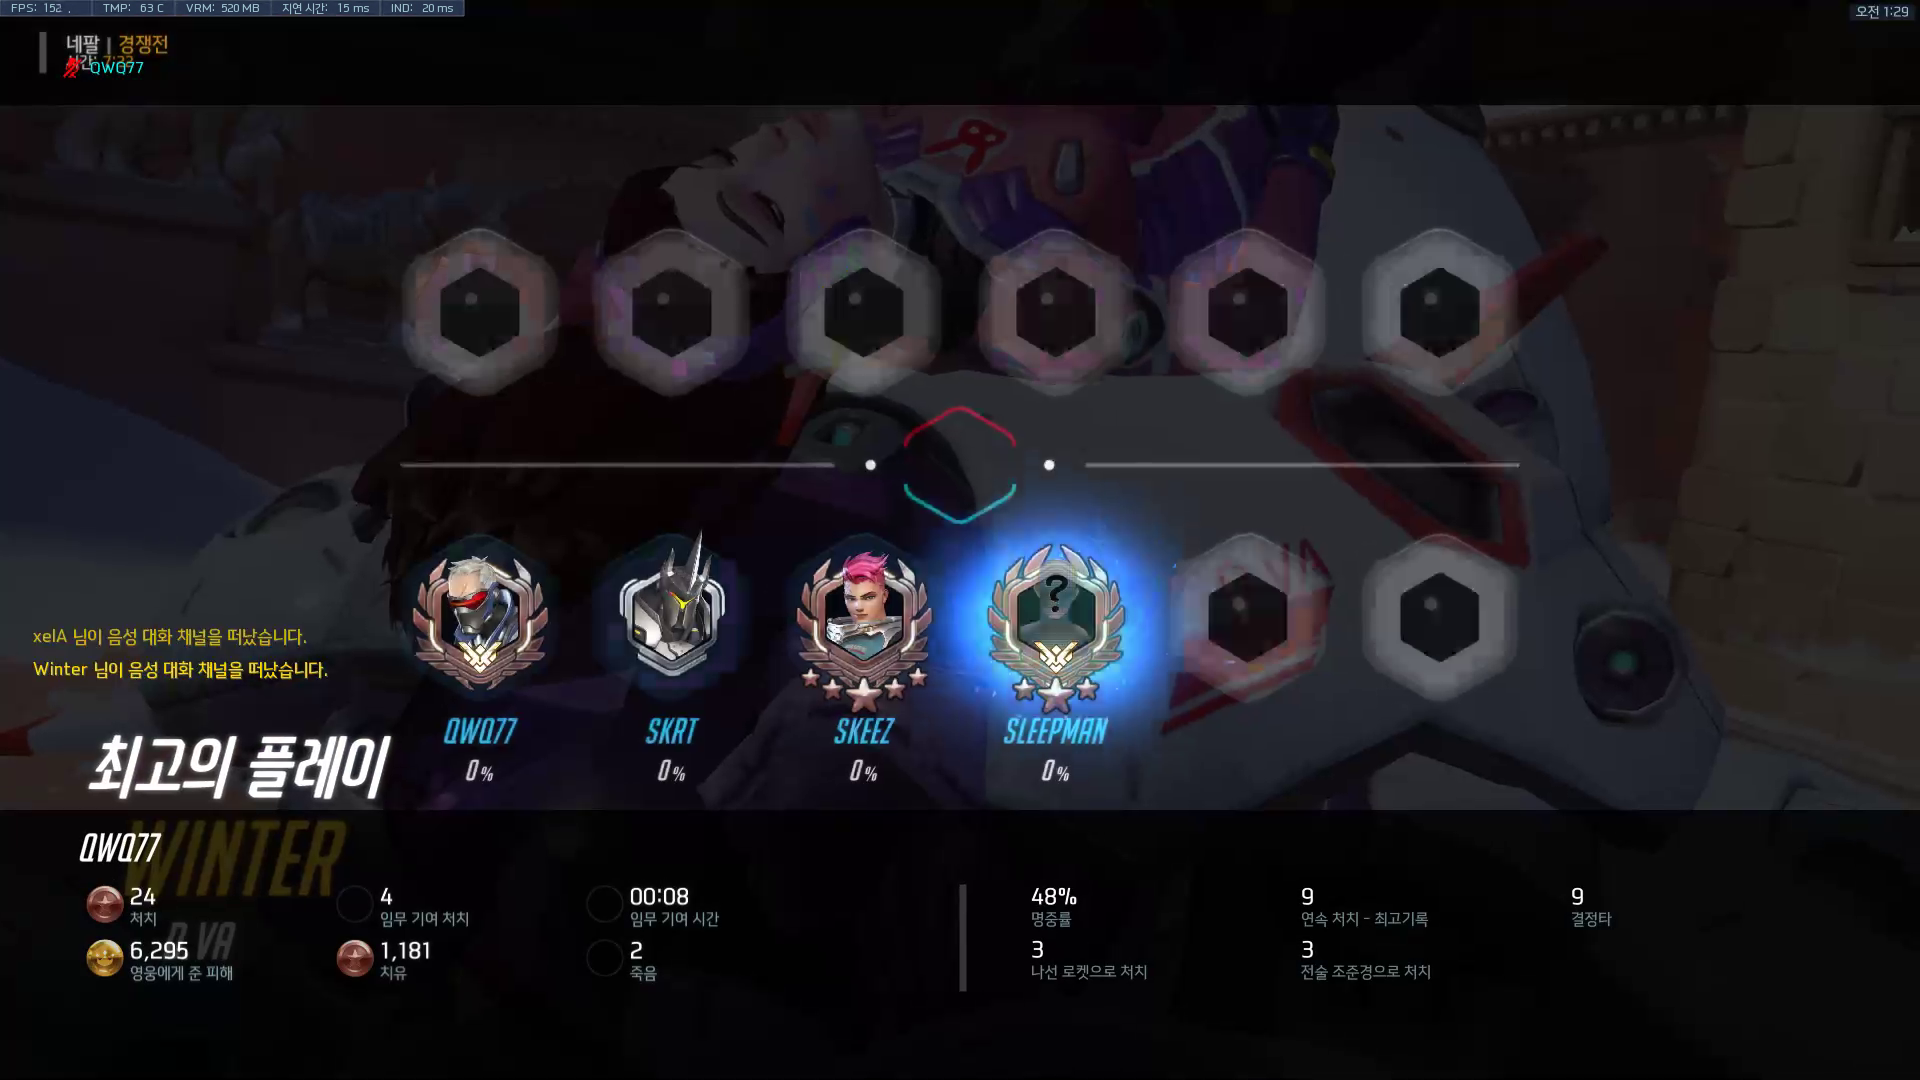 FPS: 152 . TMP: 63 C VRM: 520 MB 지연 시간: 15 ms IND: 20 ms
오전 1:29
네팔 | 경쟁전
시간: 7:33
QWQ77
xelA 님이 음성 대화 채널을 떠났습니다.
Winter 님이 음성 대화 채널을 떠났습니다.
QWQ77 SKRT SKEEZ SLEEPMAN
0% 0% 0% 0%
최고의 플레이
WINTER
D.VA
QWQ77
24 4 00:08 48% 9 9
처치 임무 기여 처치 임무 기여 시간 명중률 연속 처치 - 최고기록 결정타
6,295 1,181 2 3 3
영웅에게 준 피해 치유 죽음 나선 로켓으로 처치 전술 조준경으로 처치